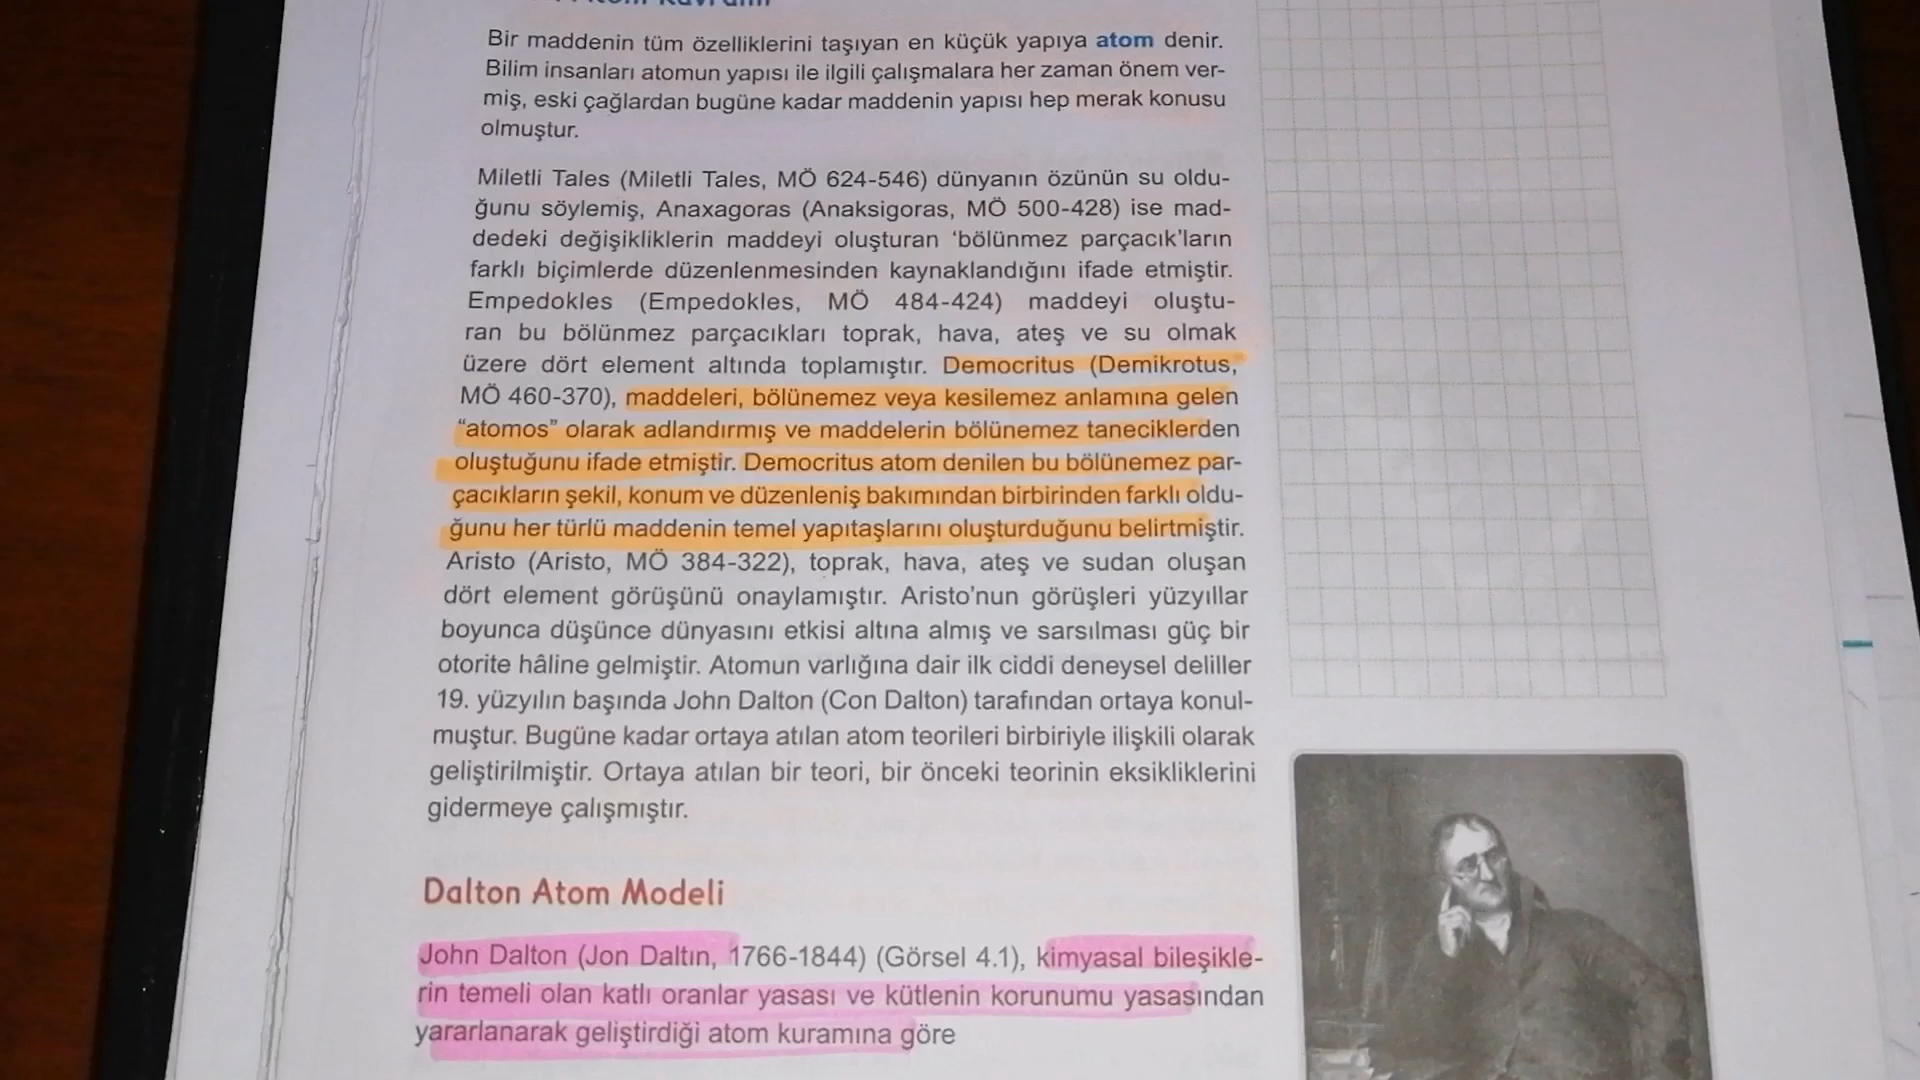 Bir maddenin tüm özelliklerini taşıyan en küçük yapıya atom denir.
Bilim insanları atomun yapısı ile ilgili çalışmalara her zaman önem ver-
miş, eski çağlardan bugüne kadar maddenin yapısı hep merak konusu
olmuştur.
Miletli Tales (Miletli Tales, MÖ 624-546) dünyanın özünün su oldu-
ğunu söylemiş, Anaxagoras (Anaksigoras, MÖ 500-428) ise mad-
dedeki değişikliklerin maddeyi oluşturan ‘bölünmez parçacık’ların
farklı biçimlerde düzenlenmesinden kaynaklandığını ifade etmiştir.
Empedokles (Empedokles, MÖ 484-424) maddeyi oluştu-
ran bu bölünmez parçacıkları toprak, hava, ateş ve su olmak
üzere dört element altında toplamıştır. Democritus (Demikrotus,
MÖ 460-370), maddeleri, bölünemez veya kesilemez anlamına gelen
“atomos” olarak adlandırmış ve maddelerin bölünemez taneciklerden
oluştuğunu ifade etmiştir. Democritus atom denilen bu bölünemez par-
çacıkların şekil, konum ve düzenleniş bakımından birbirinden farklı oldu-
ğunu her türlü maddenin temel yapıtaşlarını oluşturduğunu belirtmiştir.
Aristo (Aristo, MÖ 384-322), toprak, hava, ateş ve sudan oluşan
dört element görüşünü onaylamıştır. Aristo’nun görüşleri yüzyıllar
boyunca düşünce dünyasını etkisi altına almış ve sarsılması güç bir
otorite hâline gelmiştir. Atomun varlığına dair ilk ciddi deneysel deliller
19. yüzyılın başında John Dalton (Con Dalton) tarafından ortaya konul-
muştur. Bugüne kadar ortaya atılan atom teorileri birbiriyle ilişkili olarak
geliştirilmiştir. Ortaya atılan bir teori, bir önceki teorinin eksikliklerini
gidermeye çalışmıştır.
Dalton Atom Modeli
John Dalton (Jon Daltın, 1766-1844) (Görsel 4.1), kimyasal bileşikle-
rin temeli olan katlı oranlar yasası ve kütlenin korunumu yasasından
yararlanarak geliştirdiği atom kuramına göre